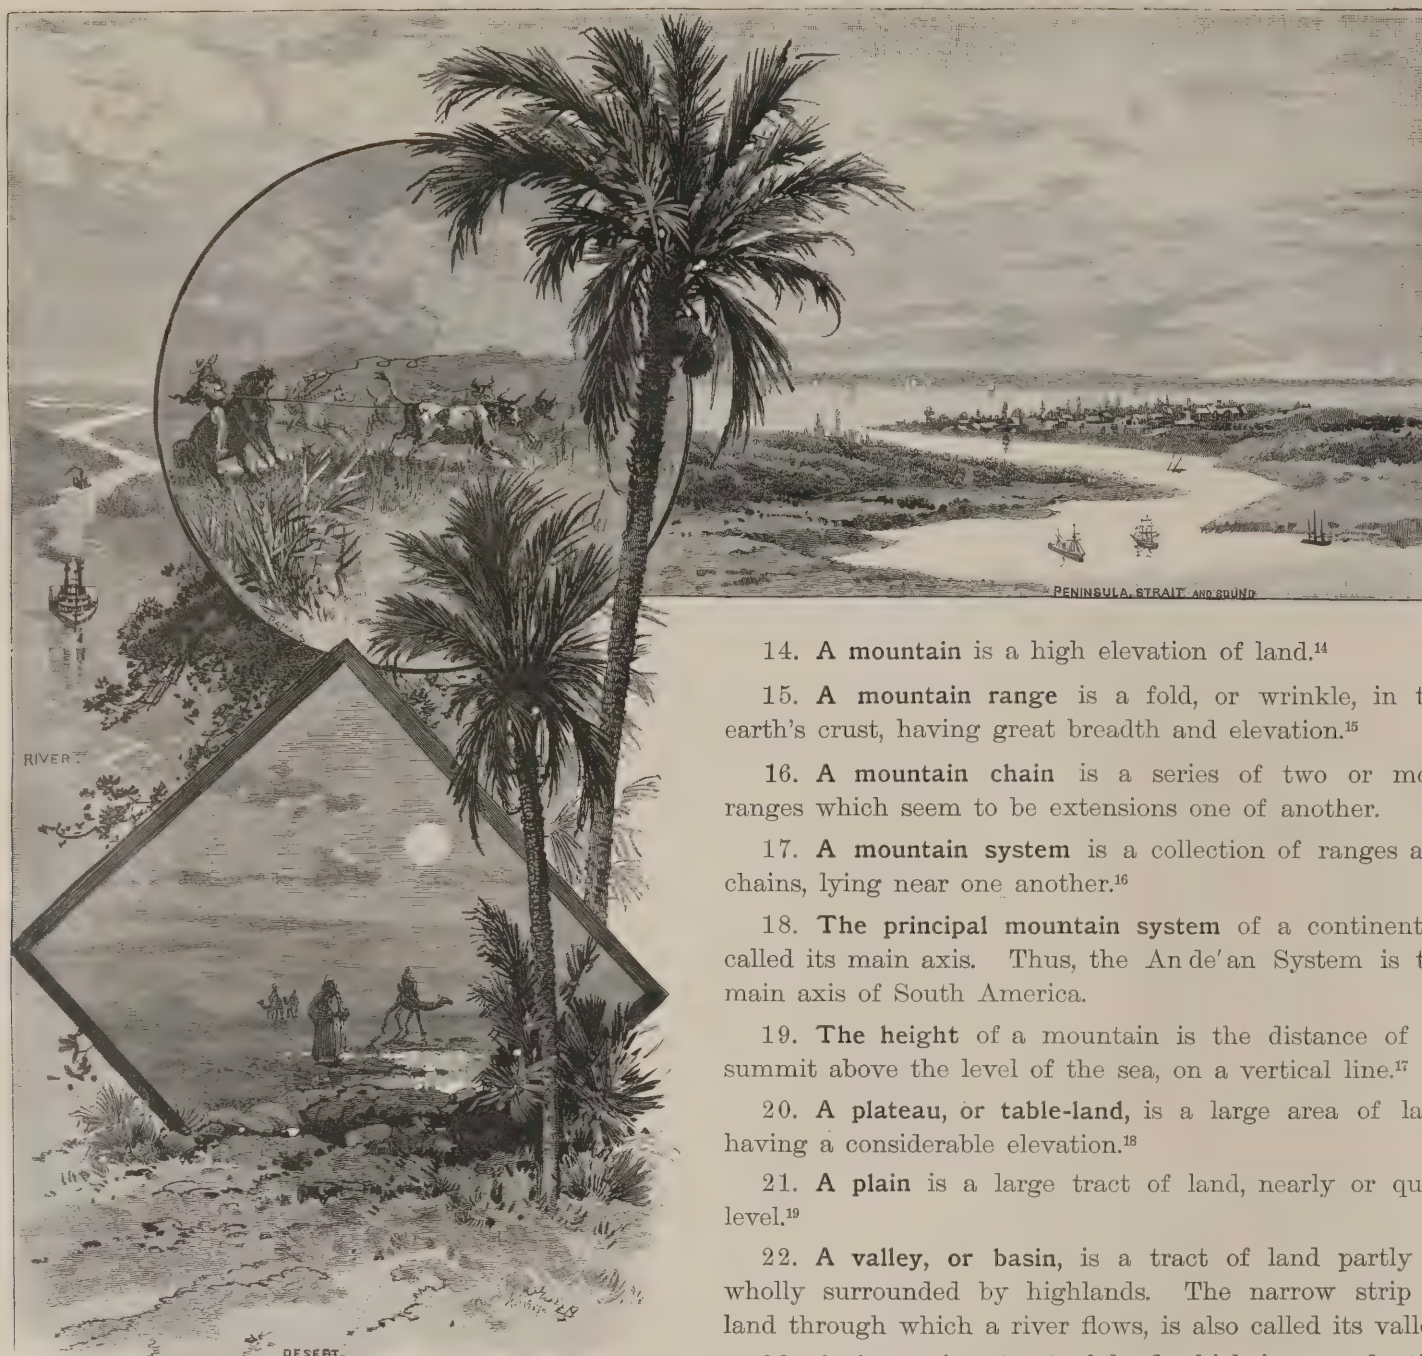 PAMPAS
PENINSULA, STRAIT AND SOUND
RIVER.
DESERT.
14. A mountain is a high elevation of land.¹⁴
15. A mountain range is a fold, or wrinkle, in
earth's crust, having great breadth and elevation.¹⁵
16. A mountain chain is a series of two or
ranges which seem to be extensions one of another.
17. A mountain system is a collection of ranges
chains, lying near one another.¹⁶
18. The principal mountain system of a continent
called its main axis. Thus, the An de′ an System is
main axis of South America.
19. The height of a mountain is the distance of
summit above the level of the sea, on a vertical line.¹⁷
20. A plateau, or table-land, is a large area of
having a considerable elevation.¹⁸
21. A plain is a large tract of land, nearly or
level.¹⁹
22. A valley, or basin, is a tract of land partly
wholly surrounded by highlands. The narrow strip
land through which a river flows, is also called its